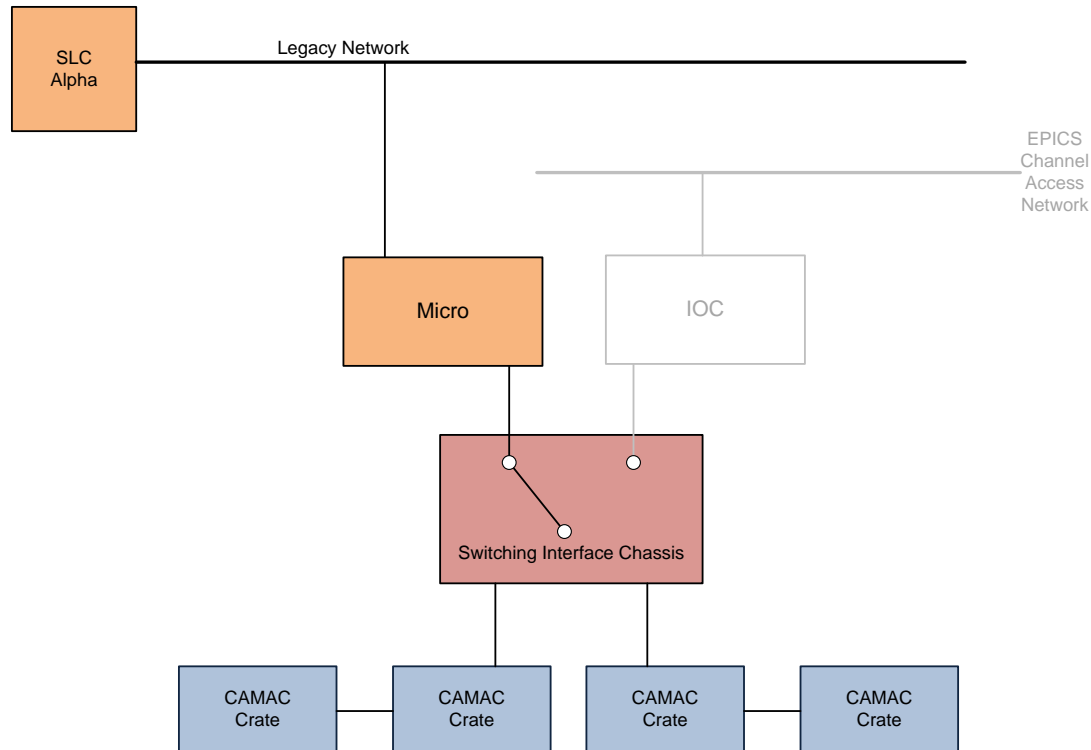 Legacy Network
SLC
Alpha
EPICS
Channel
Access
Network
Micro
IOC
Switching Interface Chassis
CAMAC
Crate
CAMAC
Crate
CAMAC
Crate
CAMAC
Crate